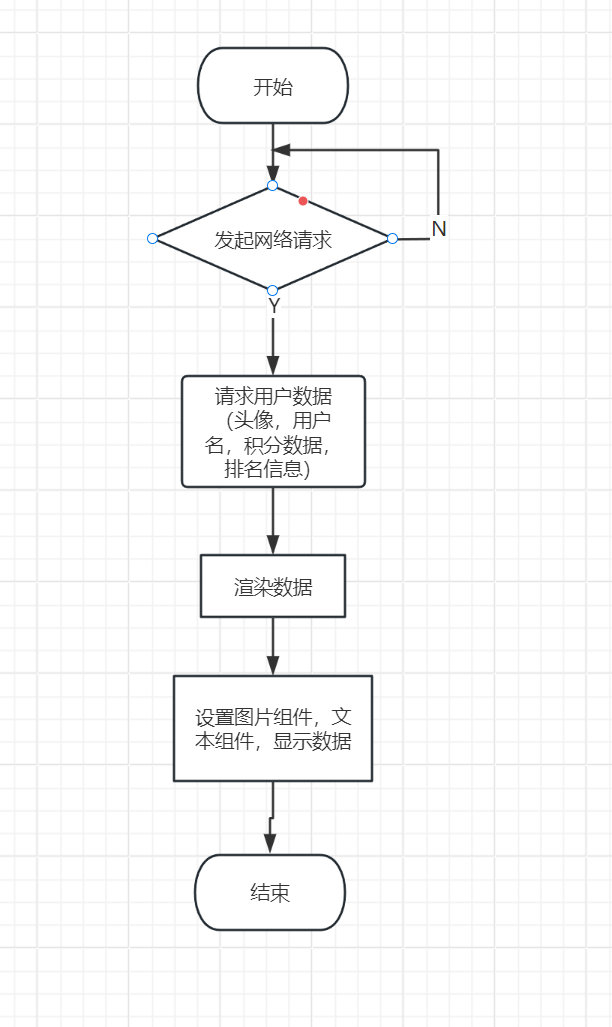 开始
发起网络请求
N
Y
请求用户数据
（头像，用户
名，积分数据，
排名信息）
渲染数据
设置图片组件，文
本组件，显示数据
结束